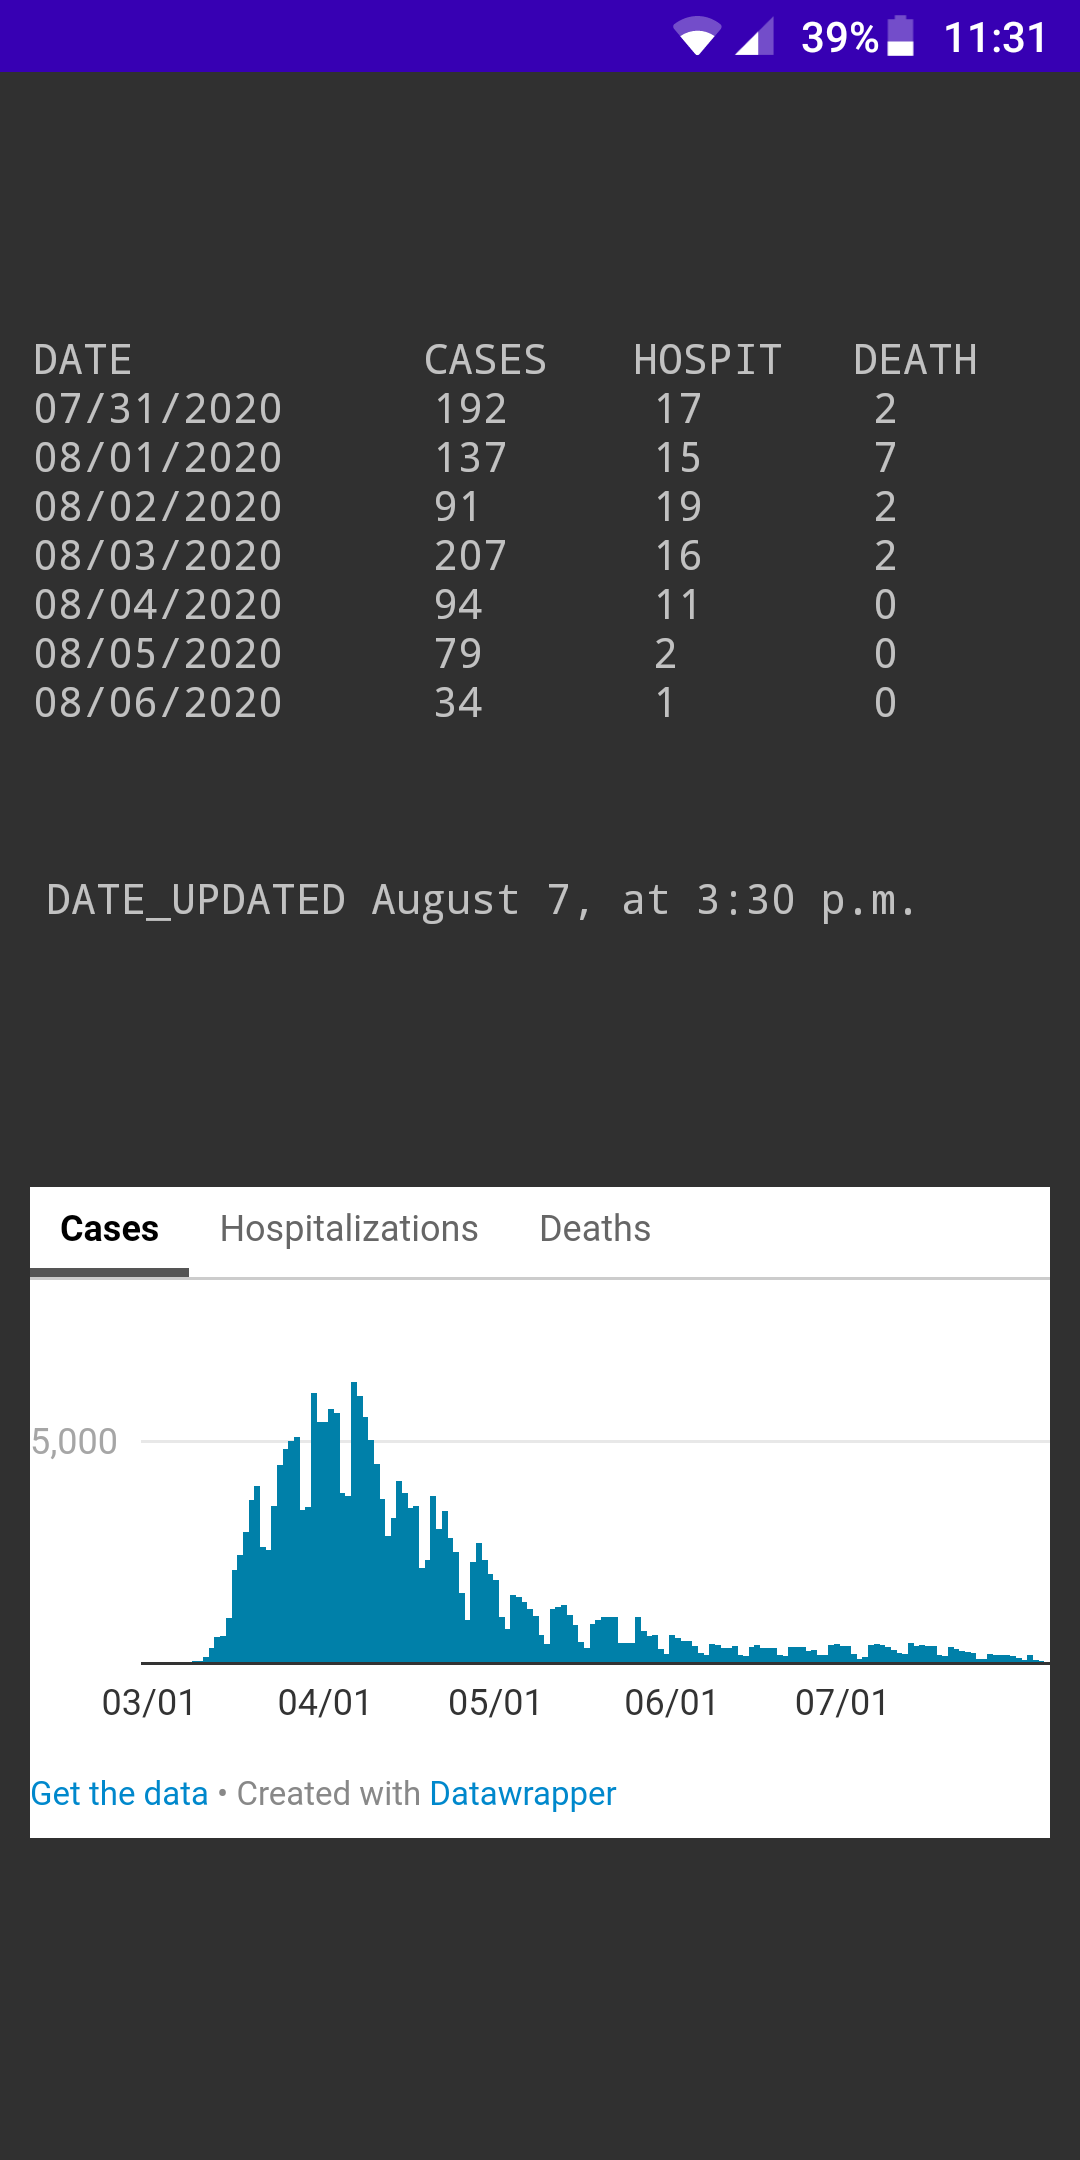 39% 11:31
DATE CASES HOSPIT DEATH
07/31/2020 192 17 2
08/01/2020 137 15 7
08/02/2020 91 19 2
08/03/2020 207 16 2
08/04/2020 94 11 0
08/05/2020 79 2 0
08/06/2020 34 1 0
DATE_UPDATED August 7, at 3:30 p.m.
Cases Hospitalizations Deaths
5,000
03/01 04/01 05/01 06/01 07/01
Get the data • Created with Datawrapper